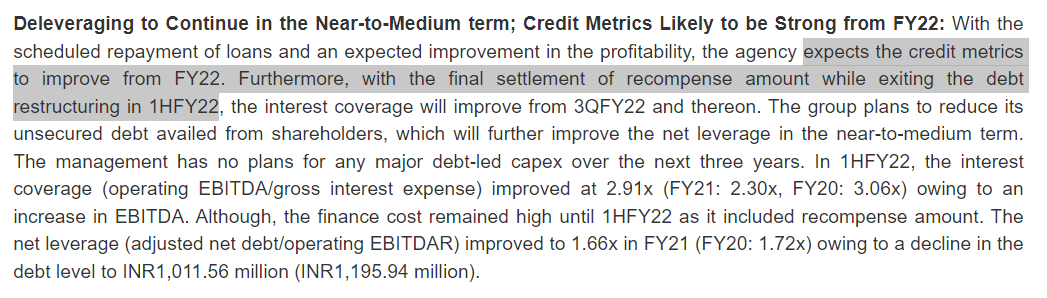 Deleveraging to Continue in the Near-to-Medium term; Credit Metrics Likely to be Strong from FY22: With the
scheduled repayment of loans and an expected improvement in the profitability, the agency expects the credit metrics
to improve from FY22. Furthermore, with the final settlement of recompense amount while exiting the debt
restructuring in 1HFY22, the interest coverage will improve from 3QFY22 and thereon. The group plans to reduce its
unsecured debt availed from shareholders, which will further improve the net leverage in the near-to-medium term.
The management has no plans for any major debt-led capex over the next three years. In 1HFY22, the interest
coverage (operating EBITDA/gross interest expense) improved at 2.91x (FY21: 2.30x, FY20: 3.06x) owing to an
increase in EBITDA. Although, the finance cost remained high until 1HFY22 as it included recompense amount. The
net leverage (adjusted net debt/operating EBITDAR) improved to 1.66x in FY21 (FY20: 1.72x) owing to a decline in the
debt level to INR1,011.56 million (INR1,195.94 million).